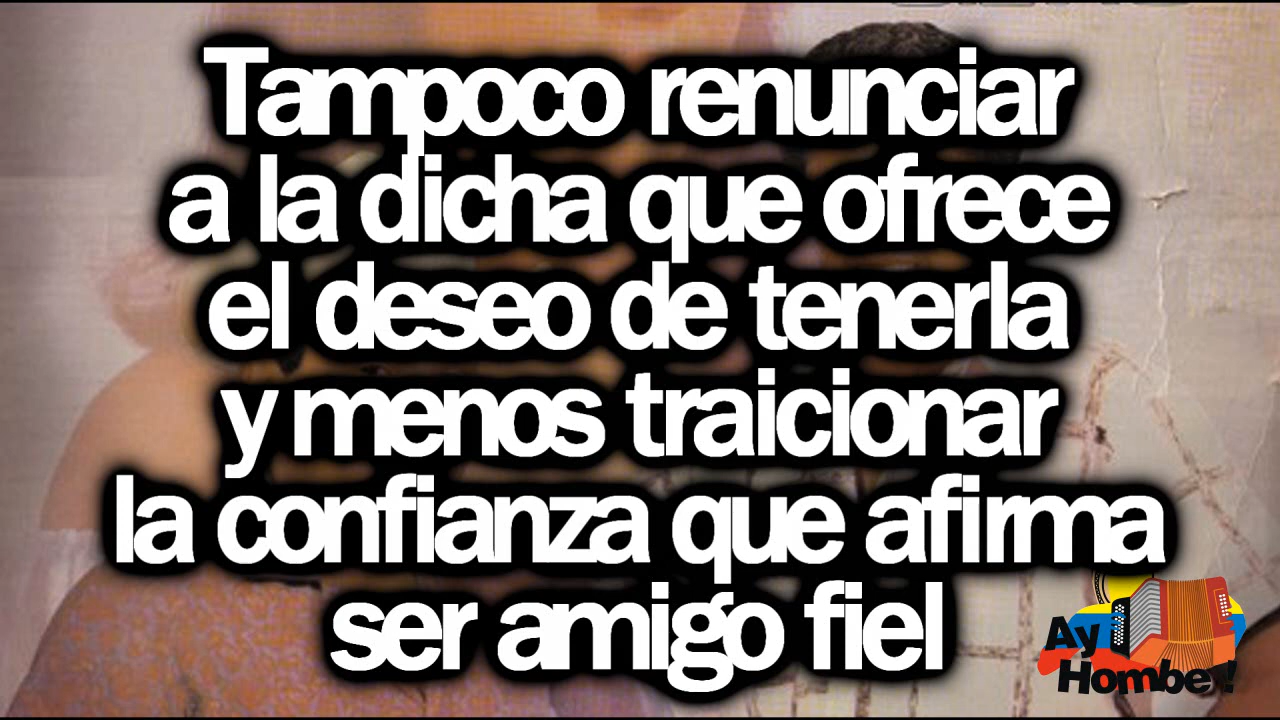 Tampoco renunciar
a la dicha que ofrece
el deseo de tenerla
y menos traicionar
la confianza que afirma
ser amigo fiel
Ay
Hombe!